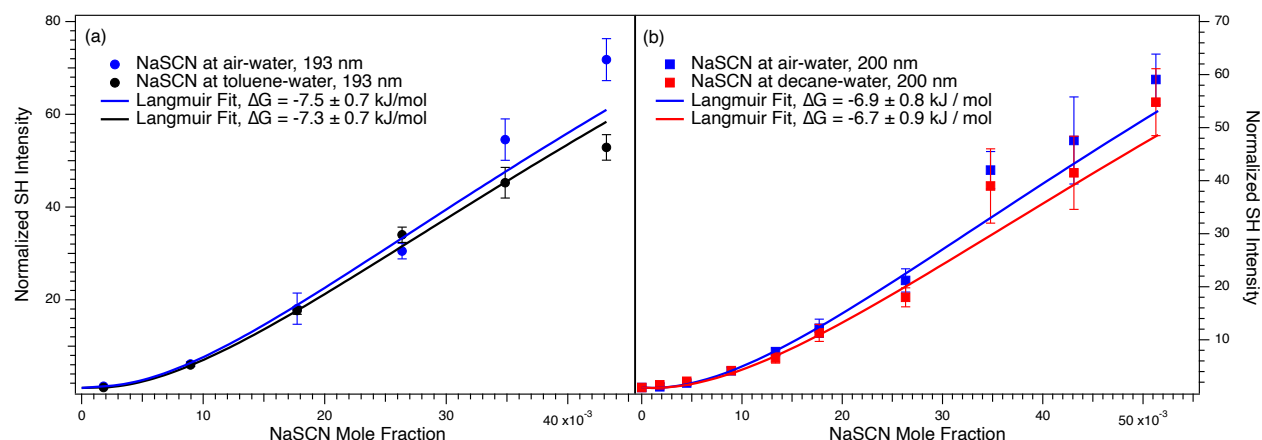 (a)
NaSCN at air-water, 193 nm
NaSCN at toluene-water, 193 nm
Langmuir Fit, ΔG = -7.5 ± 0.7 kJ/mol
Langmuir Fit, ΔG = -7.3 ± 0.7 kJ/mol
Normalized SH Intensity
80
60
40
20
0
10
20
30
40 x10⁻³
NaSCN Mole Fraction
(b)
NaSCN at air-water, 200 nm
NaSCN at decane-water, 200 nm
Langmuir Fit, ΔG = -6.9 ± 0.8 kJ / mol
Langmuir Fit, ΔG = -6.7 ± 0.9 kJ / mol
70
60
50
40
30
20
10
Normalized SH Intensity
0
10
20
30
40
50 x10⁻³
NaSCN Mole Fraction